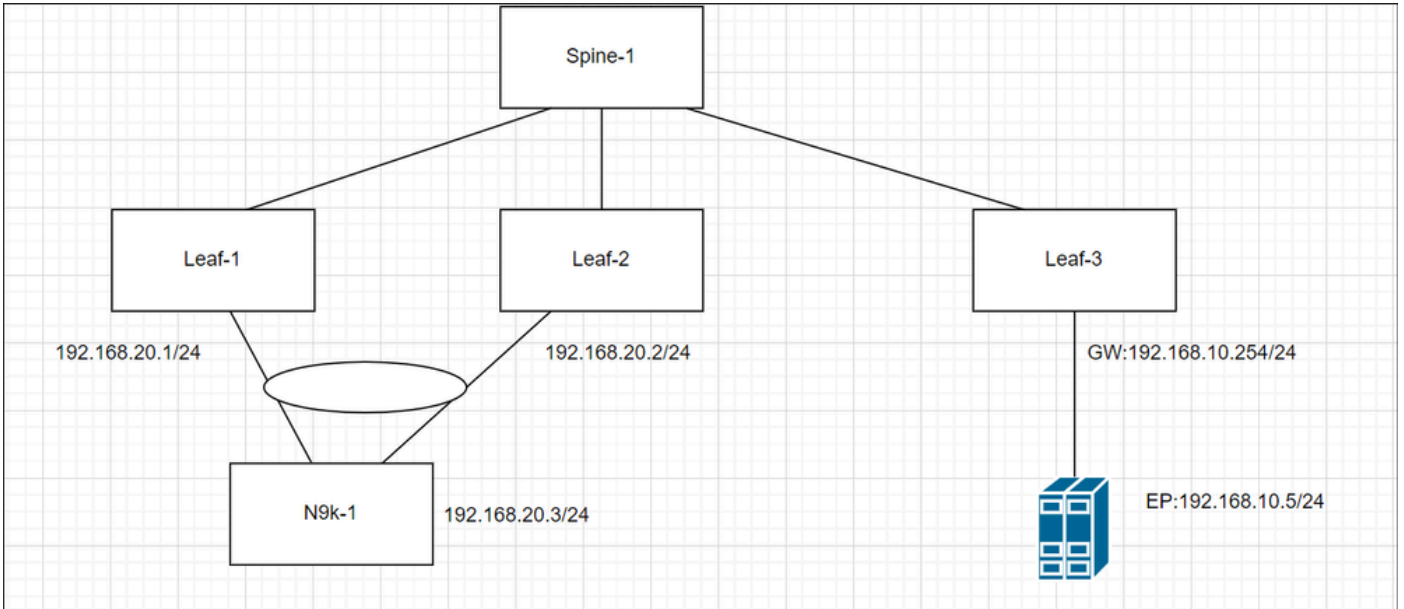 Spine-1
Leaf-1
Leaf-2
Leaf-3
192.168.20.1/24
192.168.20.2/24
GW:192.168.10.254/24
N9k-1
192.168.20.3/24
EP:192.168.10.5/24